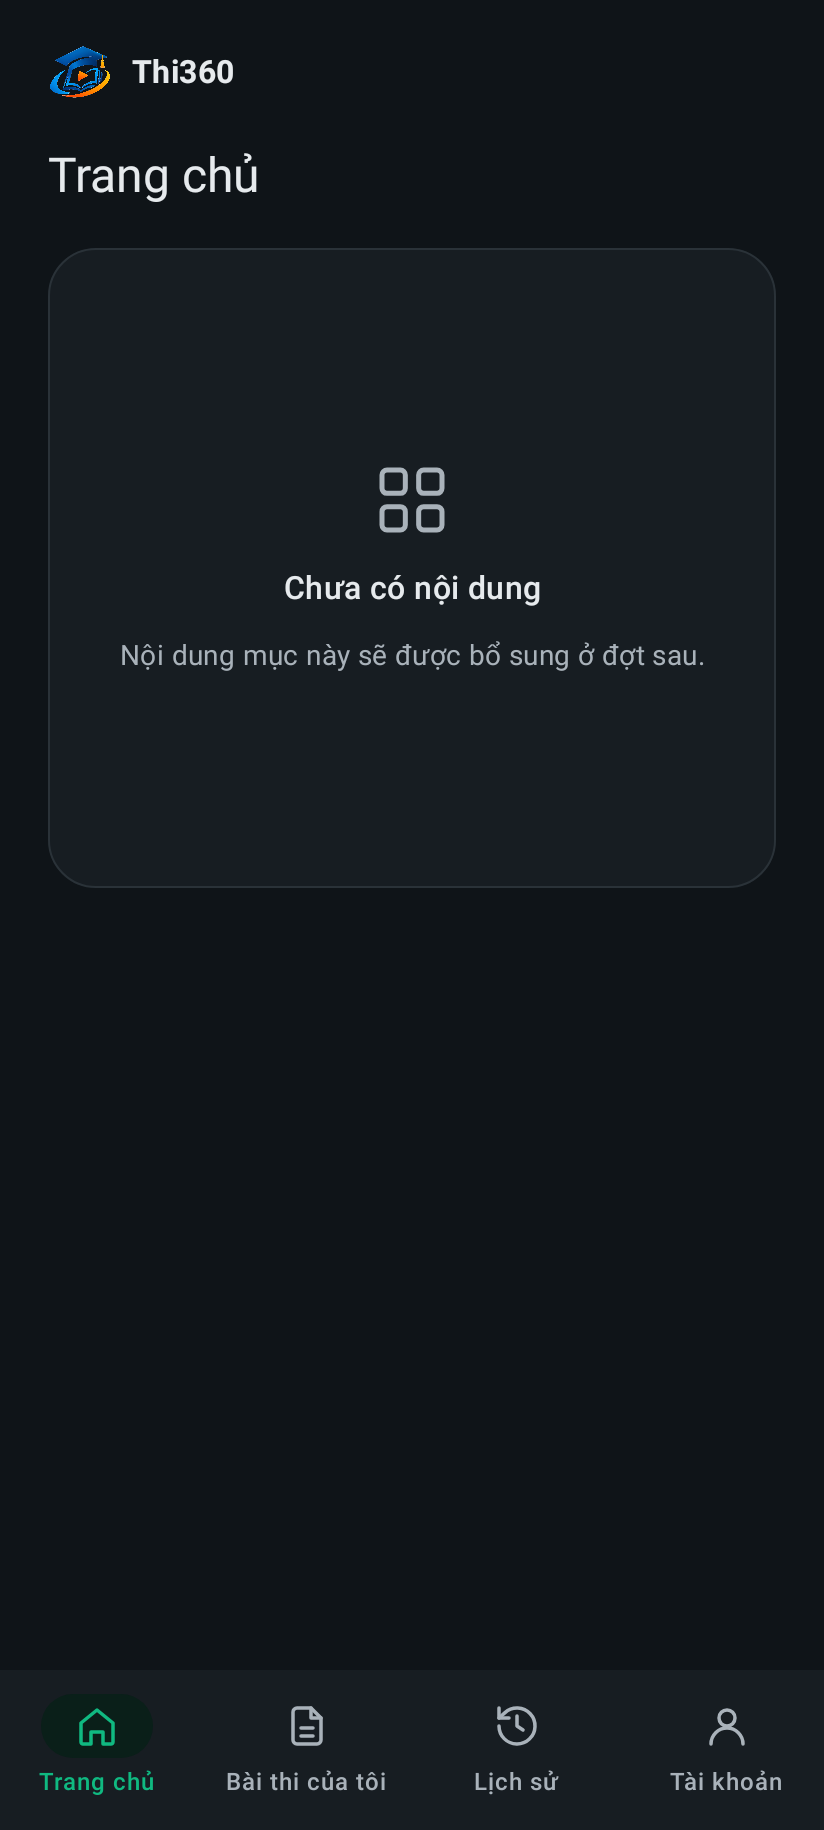 Thi360
Trang chủ
Chưa có nội dung
Nội dung mục này sẽ được bổ sung ở đợt sau.
Trang chủ
Bài thi của tôi
Lịch sử
Tài khoản